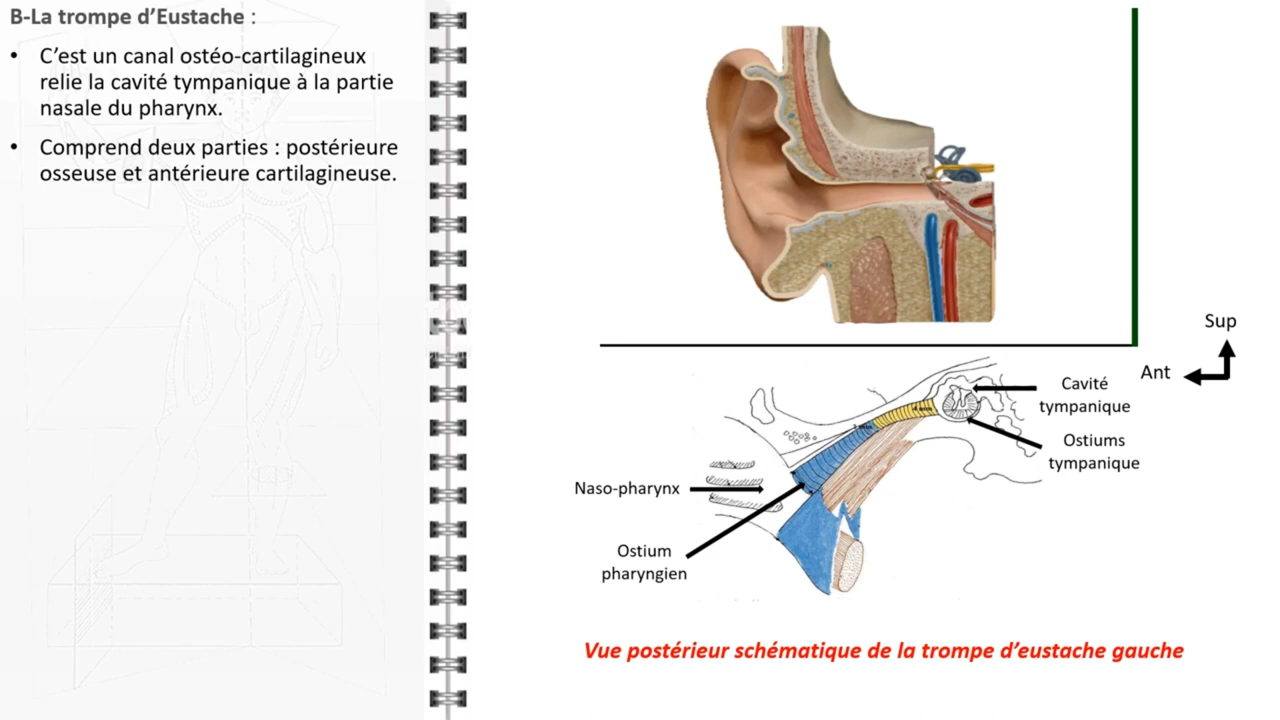 B-La trompe d’Eustache :
• C’est un canal ostéo-cartilagineux
relie la cavité tympanique à la partie
nasale du pharynx.
• Comprend deux parties : postérieure
osseuse et antérieure cartilagineuse.
Sup
Ant
Cavité
tympanique
Ostiums
tympanique
Naso-pharynx
Ostium
pharyngien
Vue postérieur schématique de la trompe d’eustache gauche